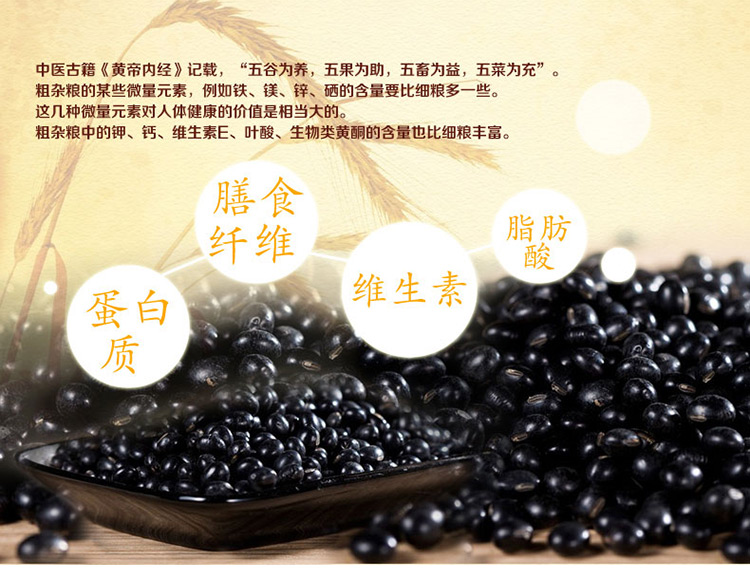 中医古籍《黄帝内经》记载，“五谷为养，五果为助，五畜为益，五菜为充”。
粗杂粮的某些微量元素，例如铁、镁、锌、硒的含量要比细粮多一些。
这几种微量元素对人体健康的价值是相当大的。
粗杂粮中的钾、钙、维生素E、叶酸、生物类黄酮的含量也比细粮丰富。
膳食
纤维
脂肪
酸
维生素
蛋白
质